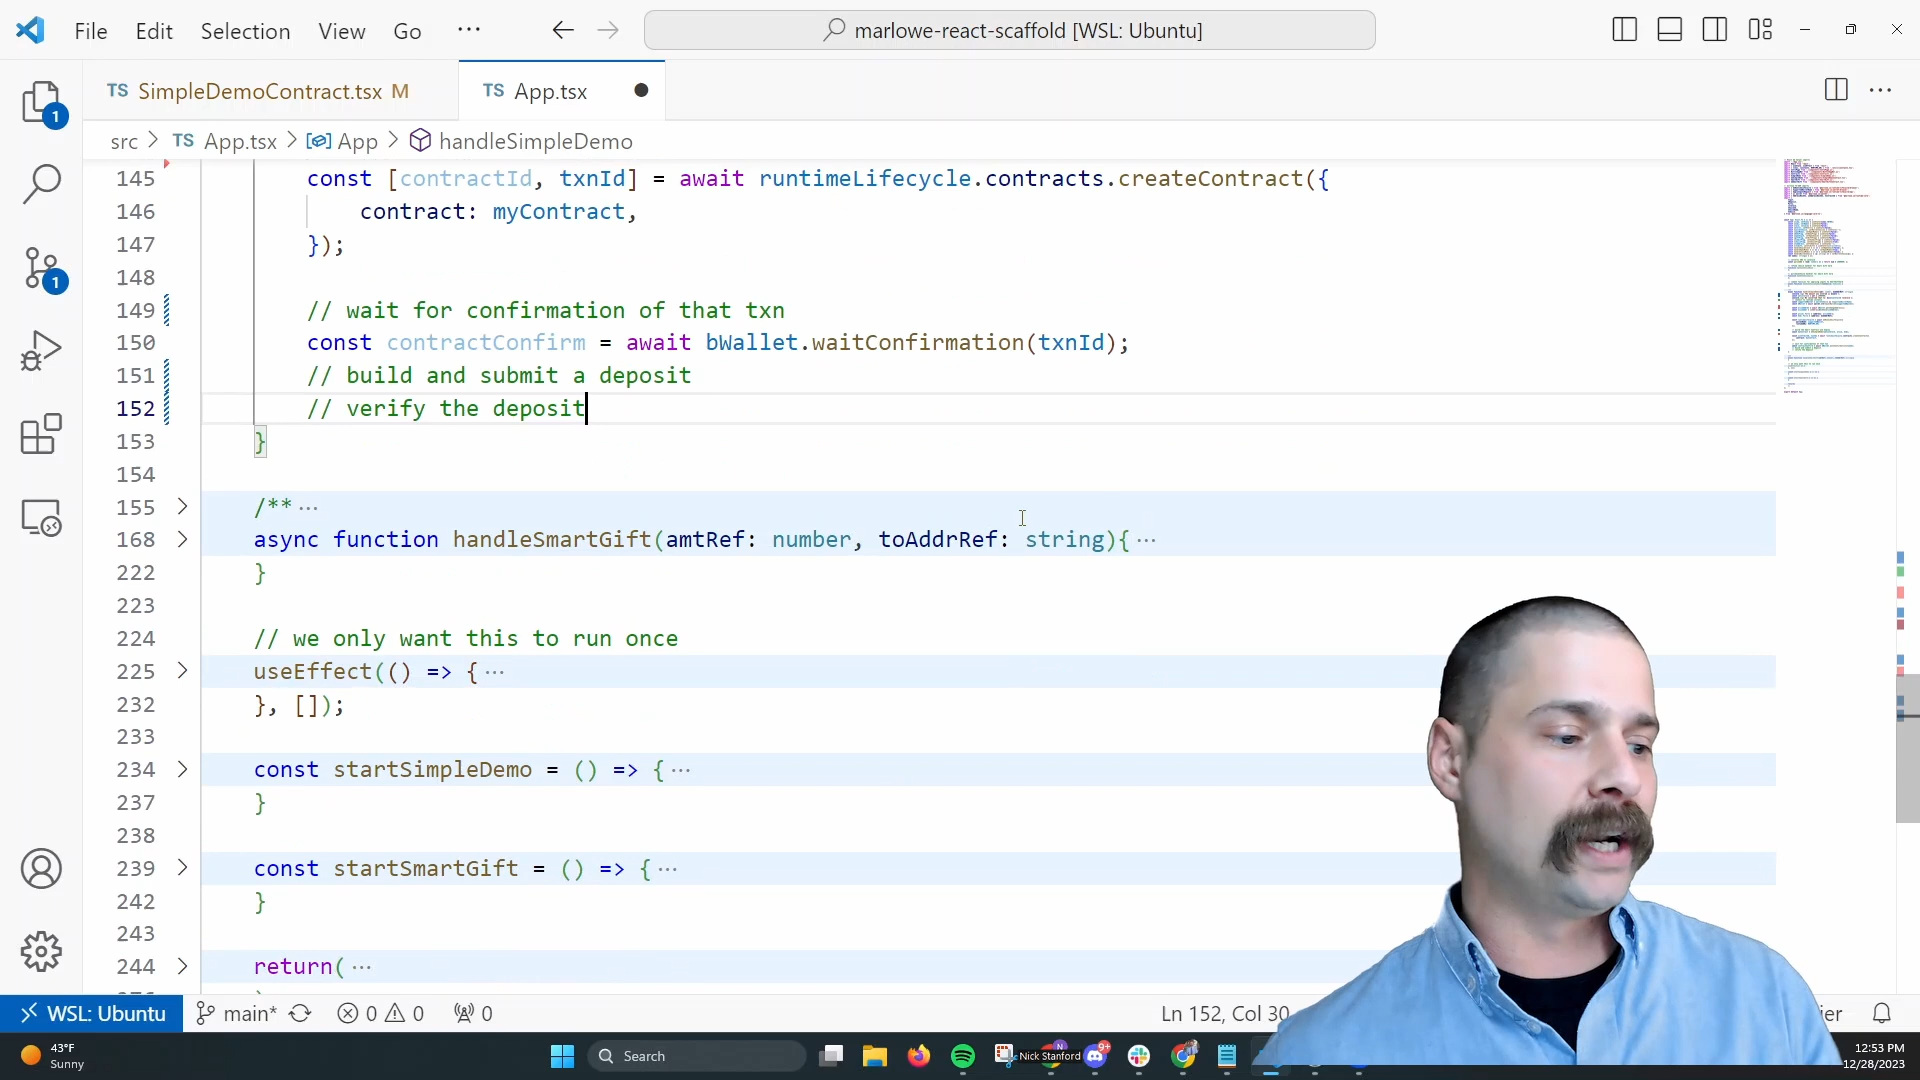 File Edit Selection View Go ···
marlowe-react-scaffold [WSL: Ubuntu]
TS SimpleDemoContract.tsx M
TS App.tsx
src > TS App.tsx > App > handleSimpleDemo
145 const [contractId, txnId] = await runtimeLifecycle.contracts.createContract({
146 contract: myContract,
147 });
148
149 // wait for confirmation of that txn
150 const contractConfirm = await bWallet.waitConfirmation(txnId);
151 // build and submit a deposit
152 // verify the deposit
153 }
154
155 /** ···
168 async function handleSmartGift(amtRef: number, toAddrRef: string){ ···
222 }
223
224 // we only want this to run once
225 useEffect(() => { ···
232 }, []);
233
234 const startSimpleDemo = () => { ···
237 }
238
239 const startSmartGift = () => { ···
242 }
243
244 return( ···
1
1
WSL: Ubuntu main* 0 0 0 Ln 152, Col 30
43°F
Sunny
Search
Nick Stanford
N
9+
12:53 PM
12/28/2023